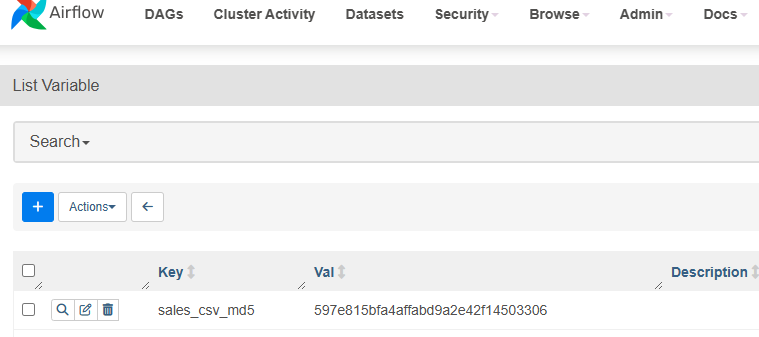 Airflow DAGs Cluster Activity Datasets Security Browse Admin Docs
List Variable
Search
+ Actions ←
Key Val Description
sales_csv_md5 597e815bfa4affabd9a2e42f14503306